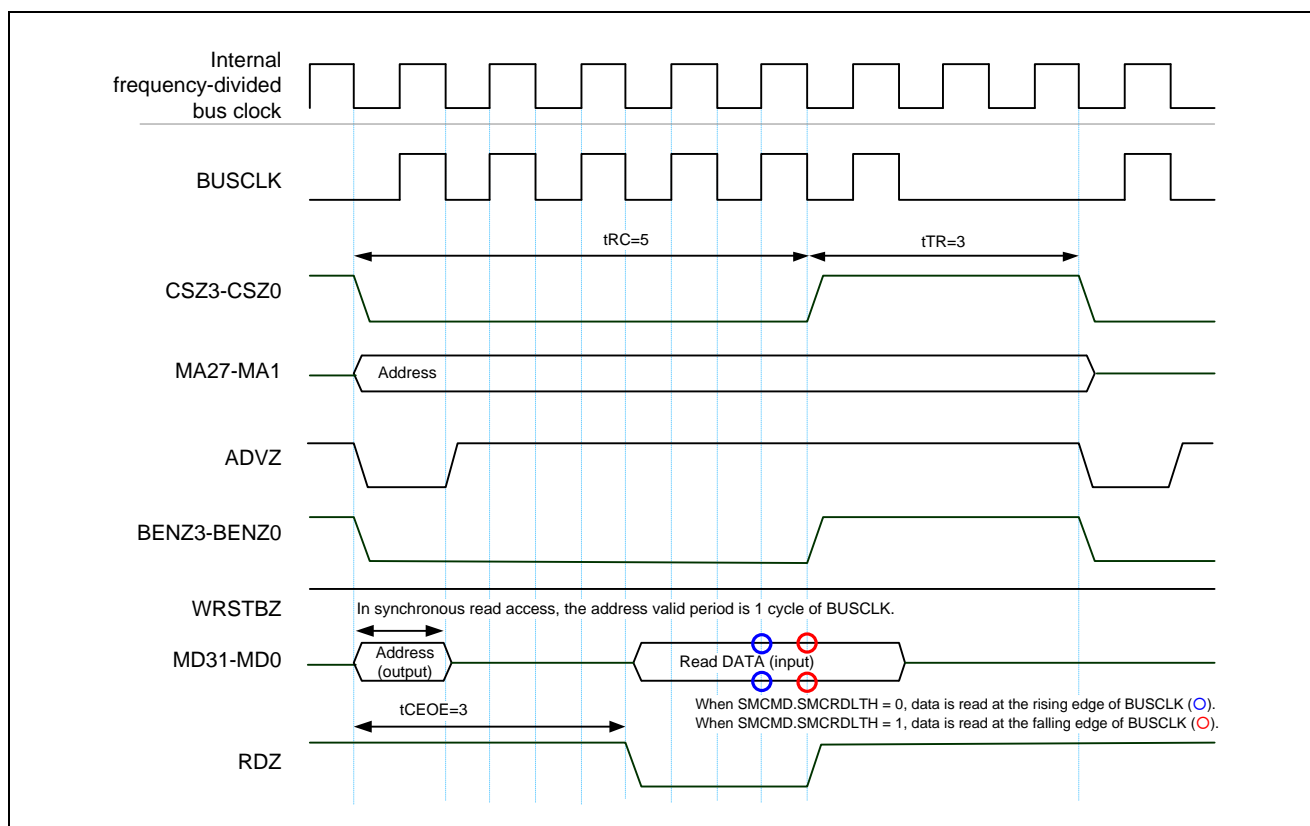 Internal
frequency-divided
bus clock
BUSCLK
tRC=5
tTR=3
CSZ3-CSZ0
MA27-MA1
Address
ADVZ
BENZ3-BENZ0
WRSTBZ
In synchronous read access, the address valid period is 1 cycle of BUSCLK.
MD31-MD0
Address
(output)
Read DATA (input)
When SMCMD.SMCRDLTH = 0, data is read at the rising edge of BUSCLK (○).
When SMCMD.SMCRDLTH = 1, data is read at the falling edge of BUSCLK (○).
tCEOE=3
RDZ